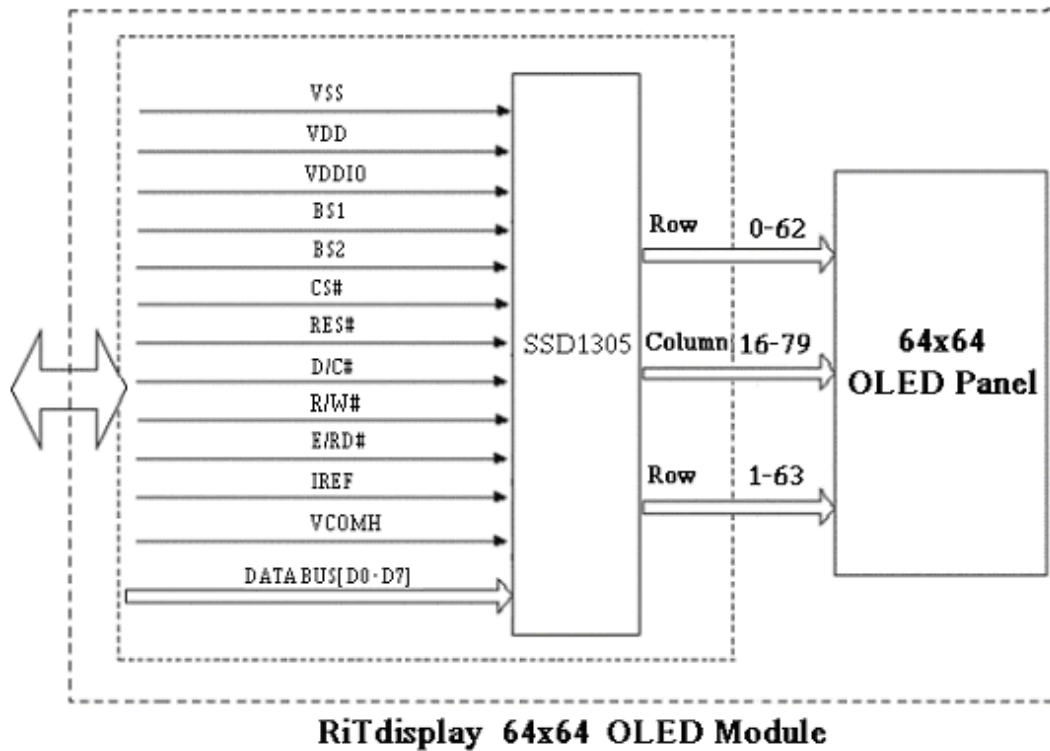 VSS
VDD
VDDIO
BS1
BS2
CS#
RES#
D/C#
R/W#
E/RD#
IREF
VCOMH
DATABUS[D0-D7]
SSD1305
Row 0-62
Column 16-79
Row 1-63
64x64
OLED Panel
RiTdisplay 64x64 OLED Module